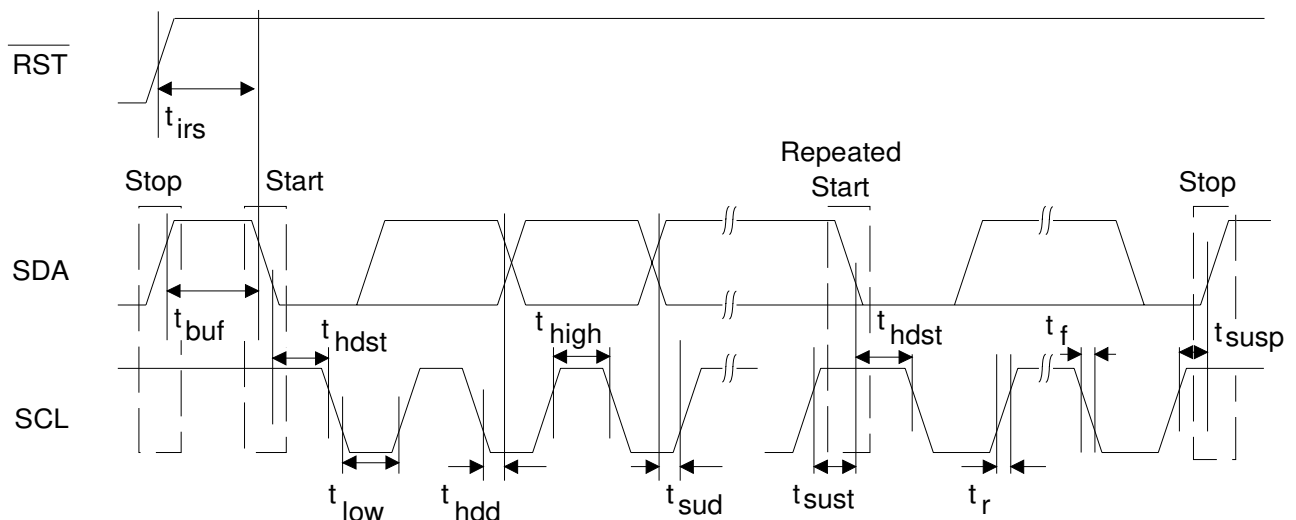 RST
t irs
Repeated
Stop Start Start Stop
SDA
t buf t hdst t high t hdst t f t susp
SCL
t low t hdd t sud t sust t r